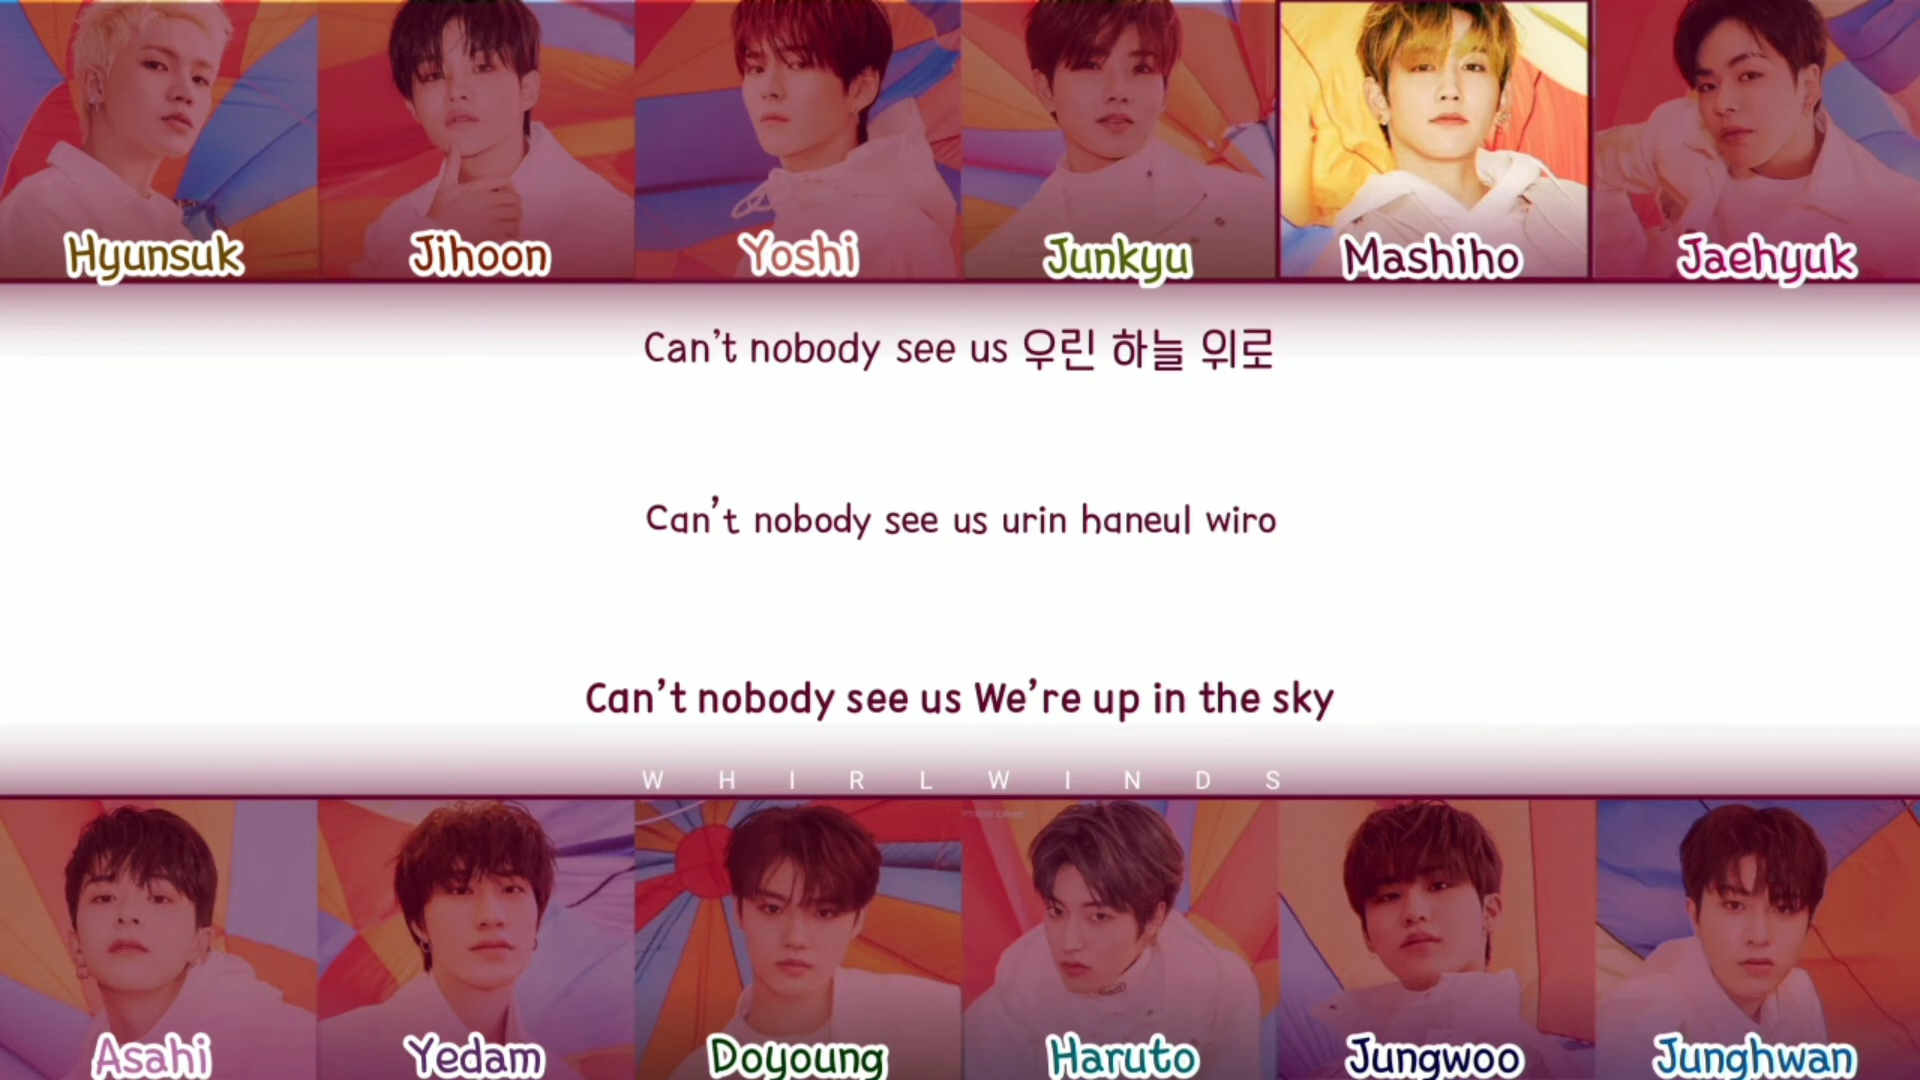 Hyunsuk Jihoon Yoshi Junkyu Mashiho Jaehyuk
Can't nobody see us 우린 하늘 위로
Can't nobody see us urin haneul wiro
Can't nobody see us We're up in the sky
WHIRLWINDS
Asahi Yedam Doyoung Haruto Jungwoo Junghwan